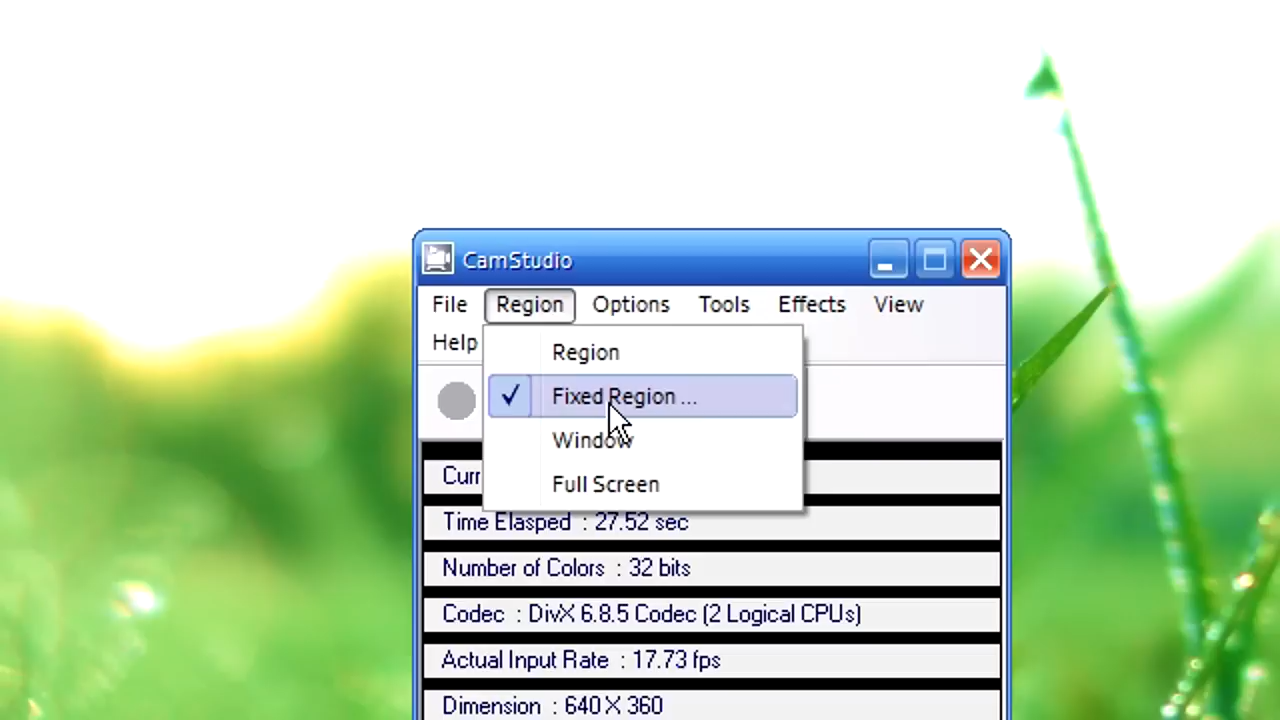 CamStudio
File Region Options Tools Effects View
Help
Region
Fixed Region ...
Window
Full Screen
Time Elasped : 27.52 sec
Number of Colors : 32 bits
Codec : DivX 6.8.5 Codec (2 Logical CPUs)
Actual Input Rate : 17.73 fps
Dimension : 640 X 360